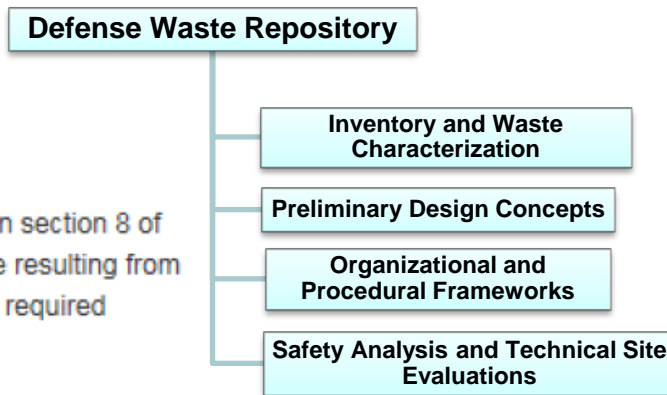 Defense Waste Repository
Inventory and Waste
Characterization
Preliminary Design Concepts
n section 8 of
e resulting from
required
Organizational and
Procedural Frameworks
Safety Analysis and Technical Site
Evaluations